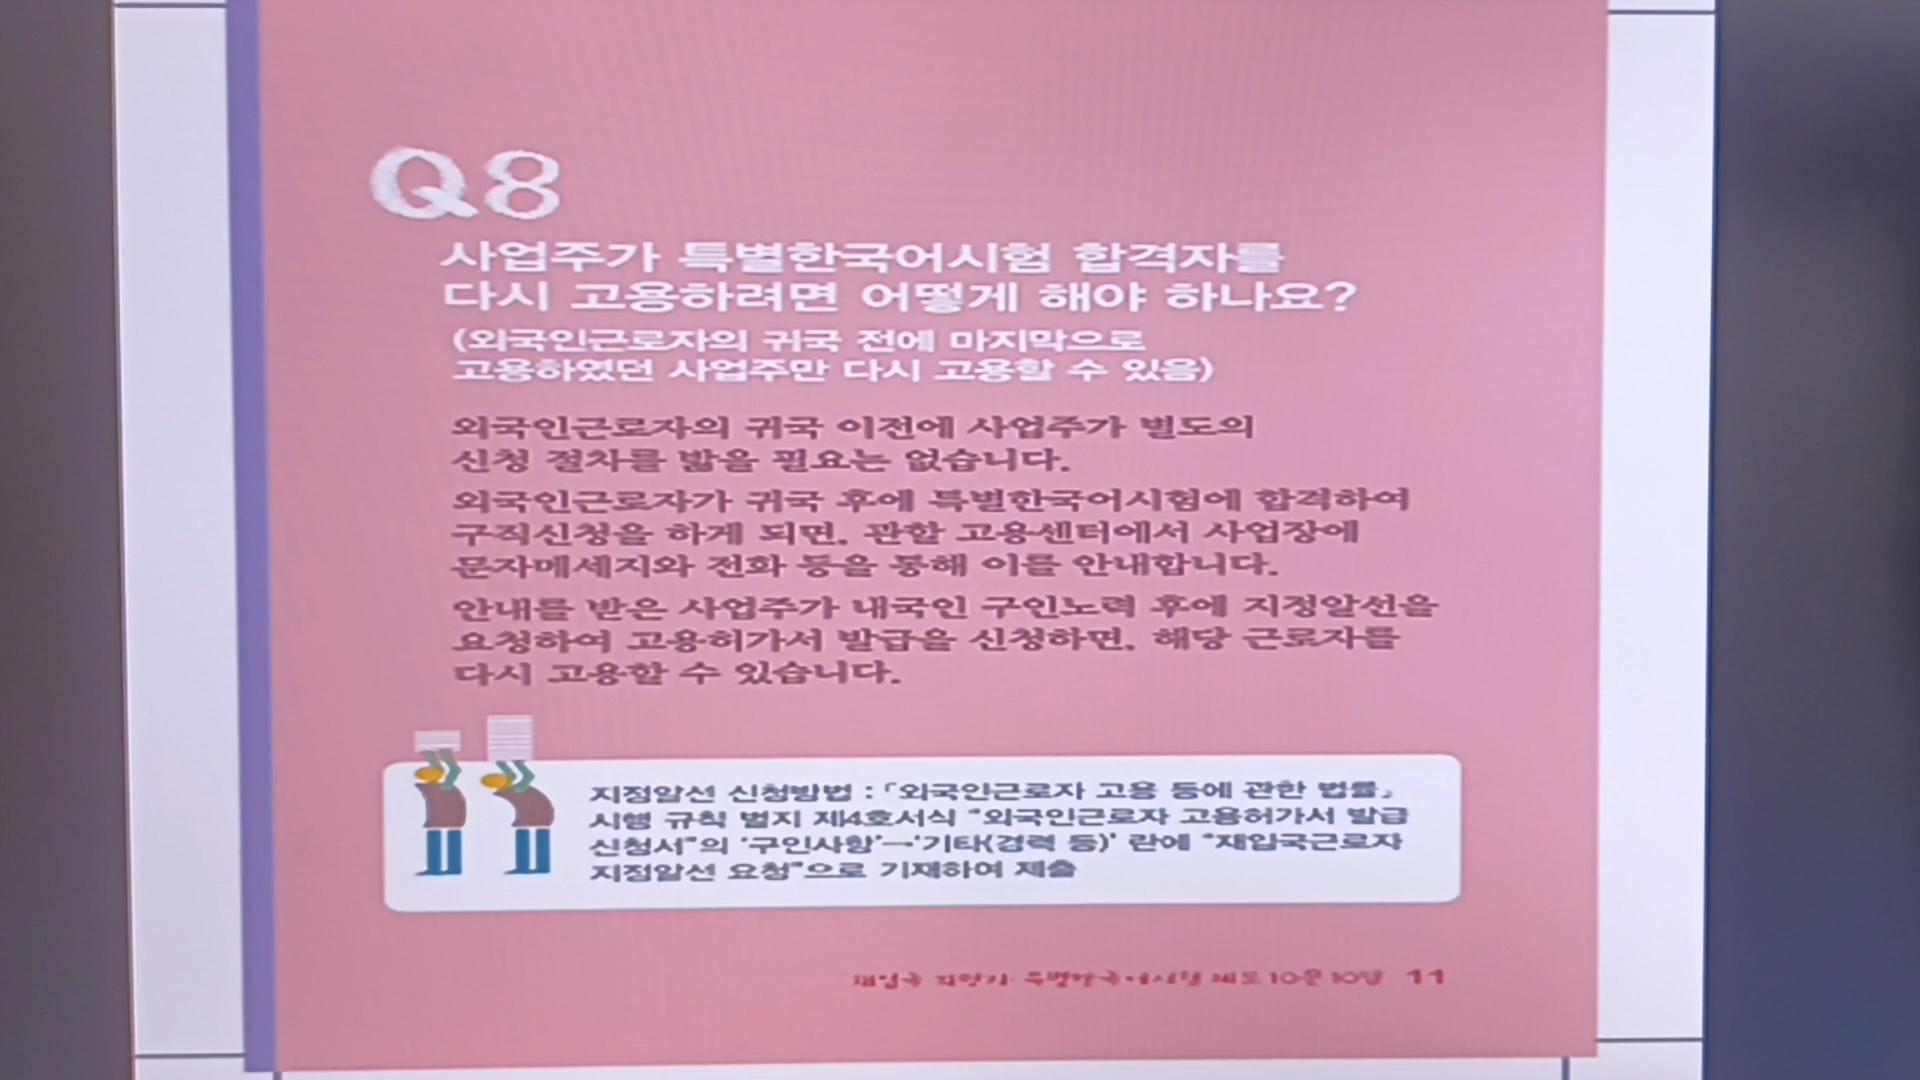 Q8
사업주가 특별한국어시험 합격자를
다시 고용하려면 어떻게 해야 하나요?
(외국인근로자의 귀국 전에 마지막으로
고용하였던 사업주만 다시 고용할 수 있음)
외국인근로자의 귀국 이전에 사업주가 별도의
신청 절차를 밟을 필요는 없습니다.
외국인근로자가 귀국 후에 특별한국어시험에 합격하여
구직신청을 하게 되면, 관할 고용센터에서 사업장에
문자메세지와 전화 등을 통해 이를 안내합니다.
안내를 받은 사업주가 내국인 구인노력 후에 지정알선을
요청하여 고용허가서 발급을 신청하면, 해당 근로자를
다시 고용할 수 있습니다.
지정알선 신청방법 : 「외국인근로자 고용 등에 관한 법률」
시행 규칙 별지 제4호서식 "외국인근로자 고용허가서 발급
신청서"의 '구인사항'→'기타(경력 등)' 란에 "재입국근로자
지정알선 요청"으로 기재하여 제출
특별한국어시험 제도 10문 10답 11